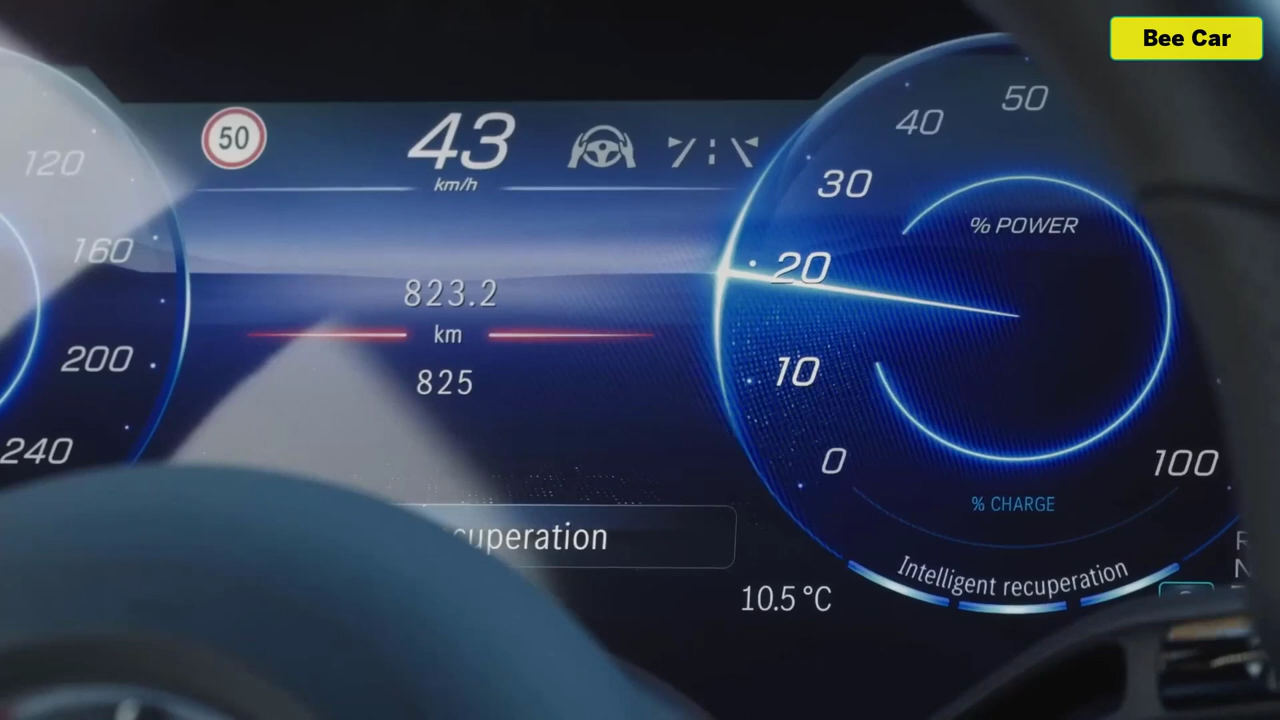 Bee Car
120
160
200
240
50
43
km/h
823.2
km
825
cuperation
10.5 °C
50
40
30
20
10
0
100
% POWER
% CHARGE
Intelligent recuperation
R
N